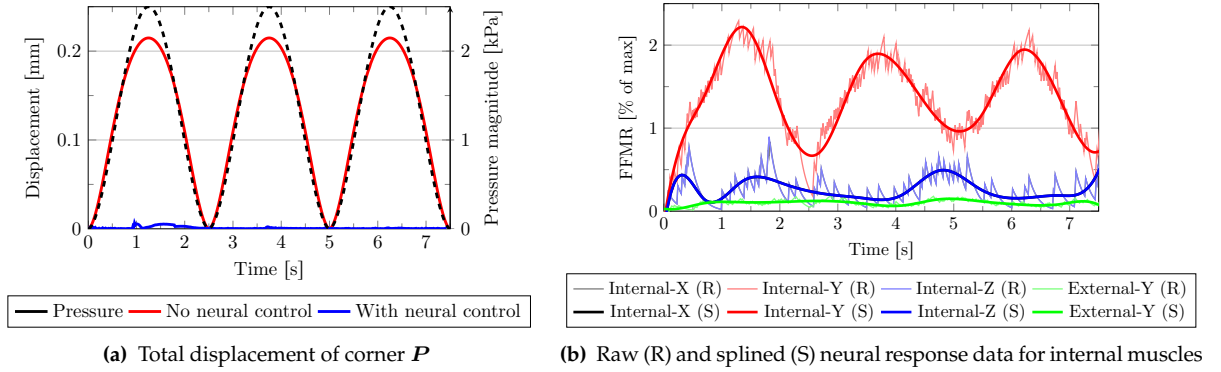 Displacement [mm]
0.2
0.1
0
2
1
0
Pressure magnitude [kPa]
0 1 2 3 4 5 6 7
Time [s]
Pressure No neural control With neural control
(a) Total displacement of corner P
FFMR [% of max]
2
1
0
0 1 2 3 4 5 6 7
Time [s]
Internal-X (R) Internal-Y (R) Internal-Z (R) External-Y (R)
Internal-X (S) Internal-Y (S) Internal-Z (S) External-Y (S)
(b) Raw (R) and splined (S) neural response data for internal muscles